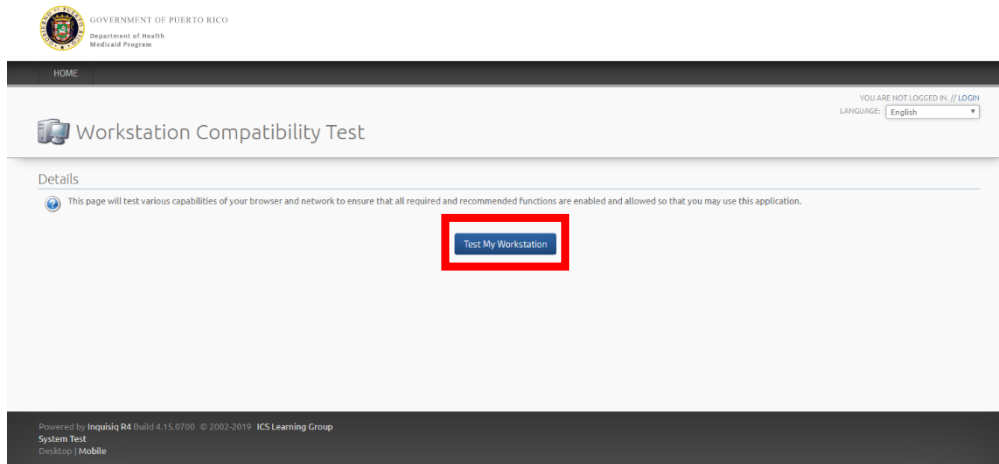 GOVERNMENT OF PUERTO RICO
Department of Health
Medicaid Program
HOME
YOU ARE NOT LOGGED IN. // LOGIN
LANGUAGE: English
Workstation Compatibility Test
Details
This page will test various capabilities of your browser and network to ensure that all required and recommended functions are enabled and allowed so that you may use this application.
Test My Workstation
Powered by Inquisiq R4 Build 4.15.0700 © 2002-2019 ICS Learning Group
System Test
Desktop | Mobile